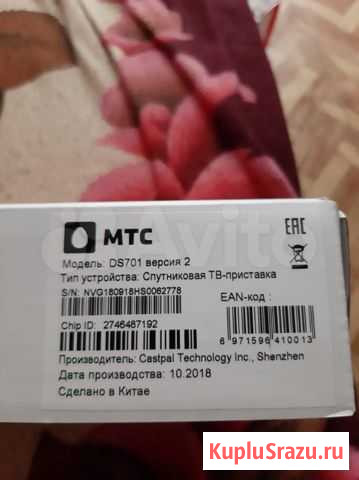 МТС
EAC
Модель: DS701 версия 2
Тип устройства: Спутниковая ТВ-приставка
S/N: NVG180918HS0062778
EAN-код :
Chip ID: 2746487192
6 971596 410013
Производитель: Castpal Technology Inc., Shenzhen
Дата производства: 10.2018
Сделано в Китае
Avito
KupluSrazu.ru